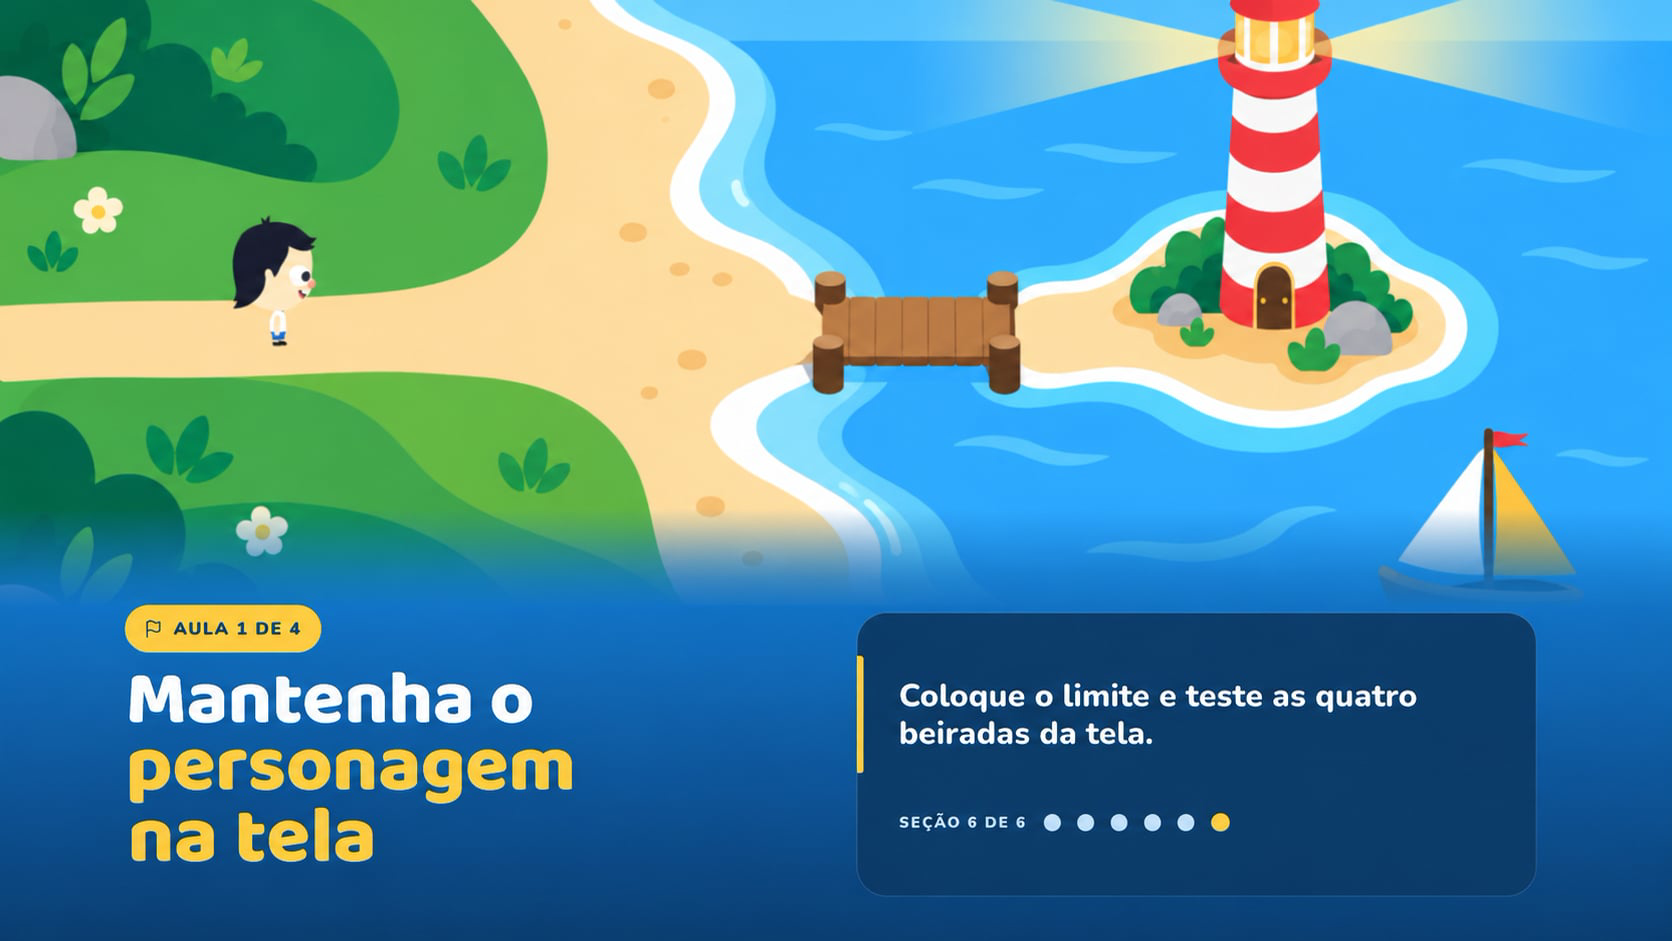 AULA 1 DE 4
Mantenha o
personagem
na tela
Coloque o limite e teste as quatro
beiradas da tela.
SEÇÃO 6 DE 6